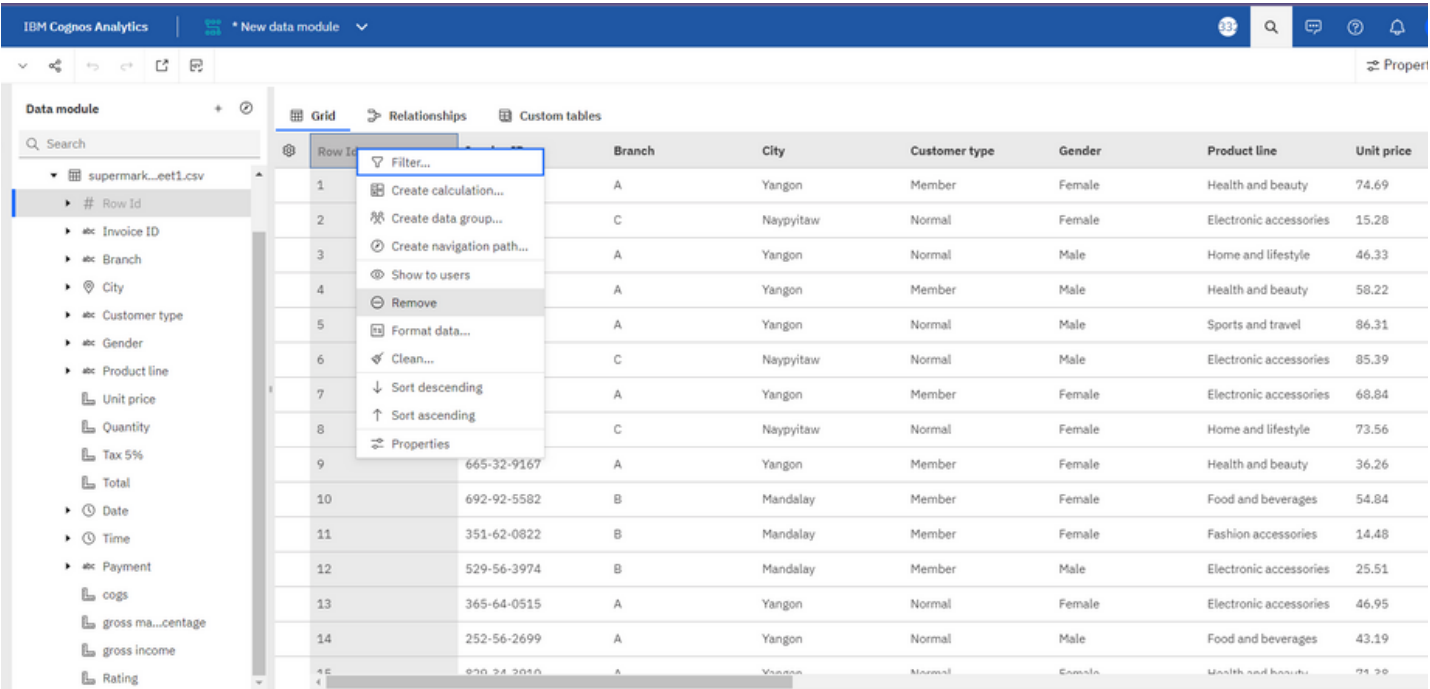 IBM Cognos Analytics * New data module
Propert
Data module
Search
supermark...eet1.csv
# Row Id
abc Invoice ID
abc Branch
City
abc Customer type
abc Gender
abc Product line
Unit price
Quantity
Tax 5%
Total
Date
Time
abc Payment
cogs
gross ma...centage
gross income
Rating
Grid Relationships Custom tables
Row Id Branch City Customer type Gender Product line Unit price
1 A Yangon Member Female Health and beauty 74.69
2 C Naypyitaw Normal Female Electronic accessories 15.28
3 A Yangon Normal Male Home and lifestyle 46.33
4 A Yangon Member Male Health and beauty 58.22
5 A Yangon Normal Male Sports and travel 86.31
6 C Naypyitaw Normal Male Electronic accessories 85.39
7 A Yangon Member Female Electronic accessories 68.84
8 C Naypyitaw Normal Female Home and lifestyle 73.56
9 665-32-9167 A Yangon Member Female Health and beauty 36.26
10 692-92-5582 B Mandalay Member Female Food and beverages 54.84
11 351-62-0822 B Mandalay Member Female Fashion accessories 14.48
12 529-56-3974 B Mandalay Member Male Electronic accessories 25.51
13 365-64-0515 A Yangon Normal Female Electronic accessories 46.95
14 252-56-2699 A Yangon Normal Male Food and beverages 43.19
Filter...
Create calculation...
Create data group...
Create navigation path...
Show to users
Remove
Format data...
Clean...
Sort descending
Sort ascending
Properties